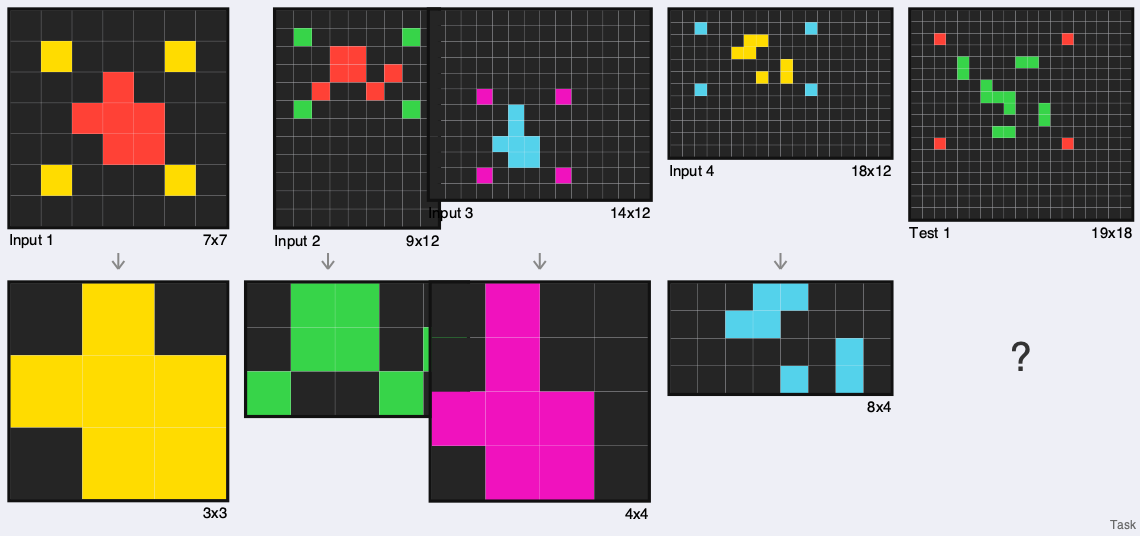 Input 1 7x7
Input 2 9x12
Input 3 14x12
Input 4 18x12
Test 1 19x18
3x3
4x4
8x4
?
Task